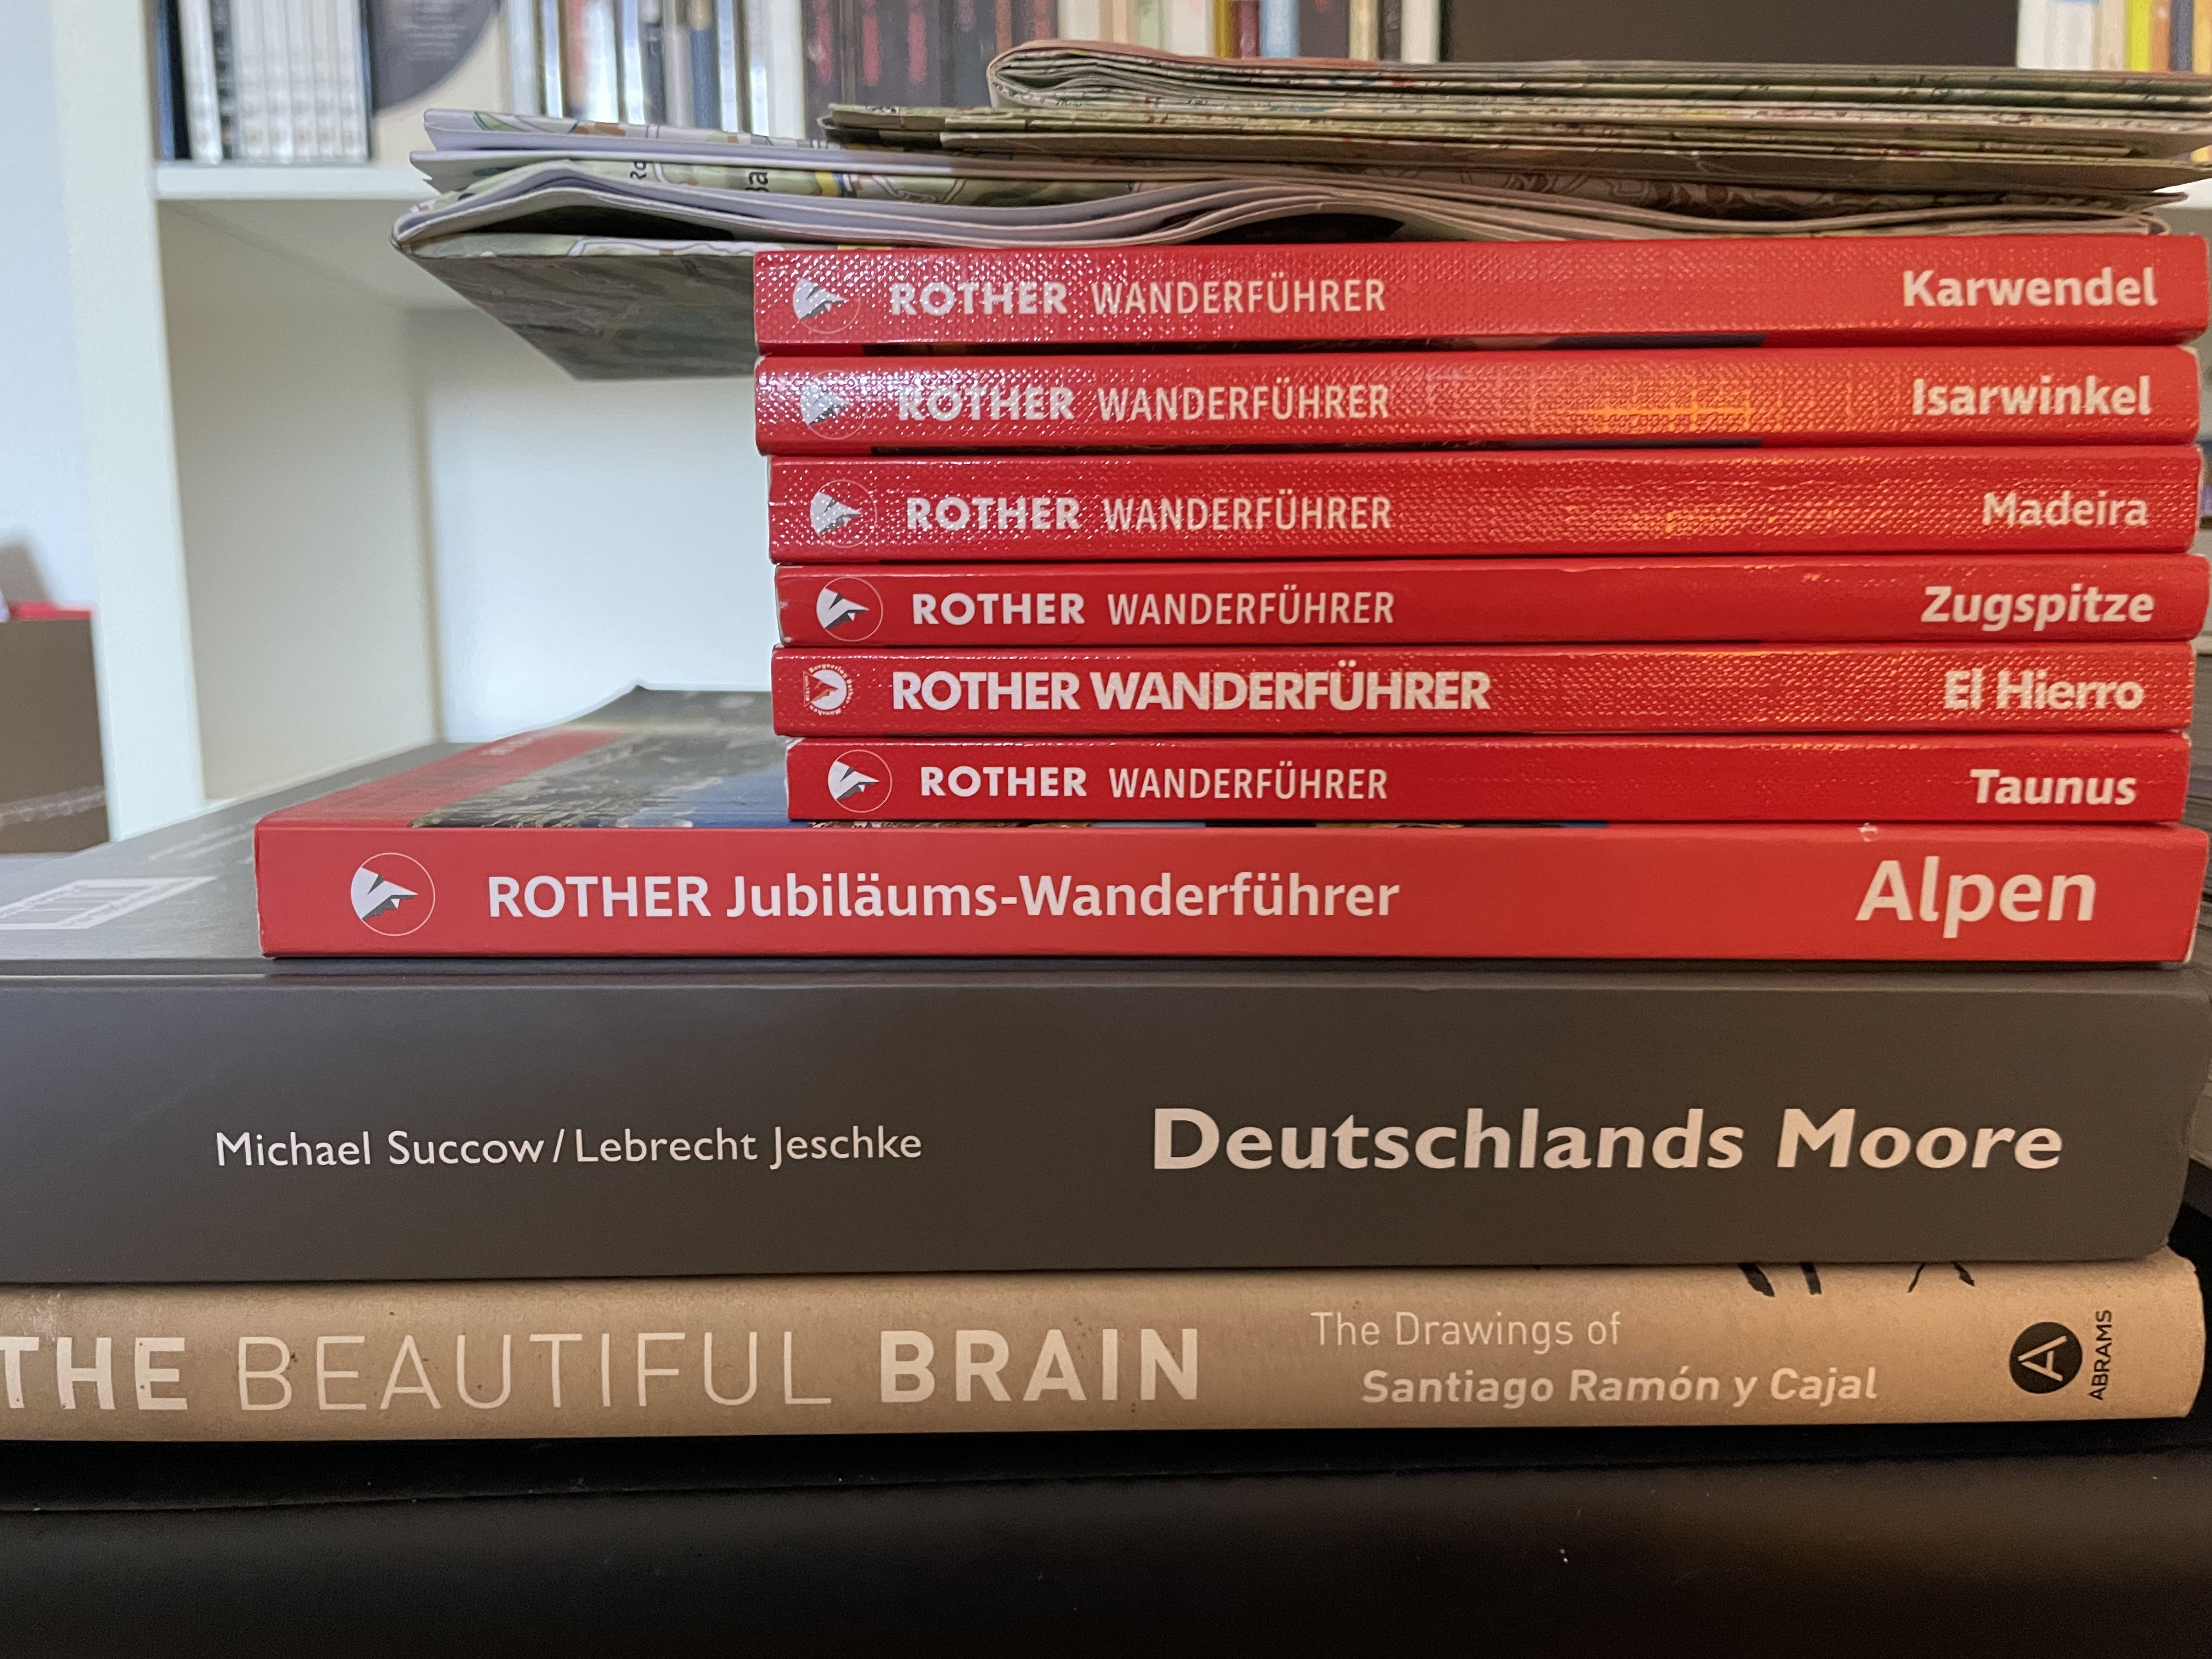 Ro
Ba
ROTHER WANDERFÜHRER Karwendel
ROTHER WANDERFÜHRER Isarwinkel
ROTHER WANDERFÜHRER Madeira
ROTHER WANDERFÜHRER Zugspitze
ROTHER WANDERFÜHRER El Hierro
ROTHER WANDERFÜHRER Taunus
ROTHER Jubiläums-Wanderführer Alpen
Michael Succow/Lebrecht Jeschke Deutschlands Moore
THE BEAUTIFUL BRAIN
The Drawings of
Santiago Ramón y Cajal
A
ABRAMS